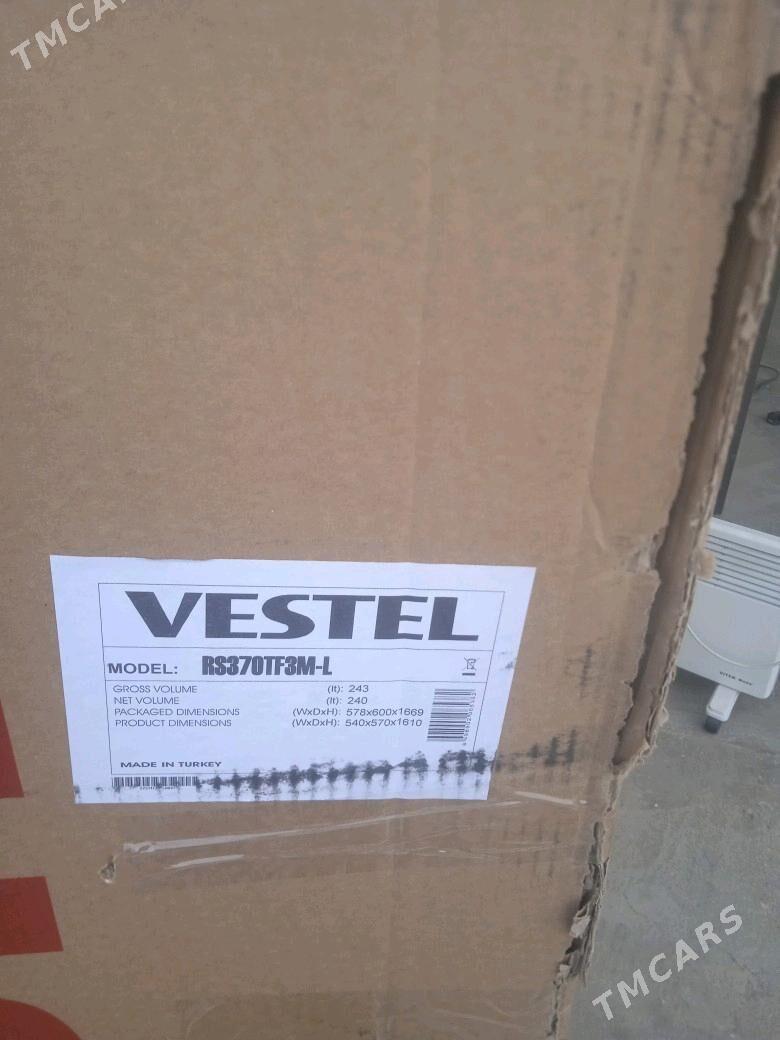 TMCARS
VESTEL
MODEL: RS370TF3M-L
GROSS VOLUME (lt): 243
NET VOLUME (lt): 240
PACKAGED DIMENSIONS (WxDxH): 578x600x1669
PRODUCT DIMENSIONS (WxDxH): 540x570x1610
MADE IN TURKEY
TMCARS